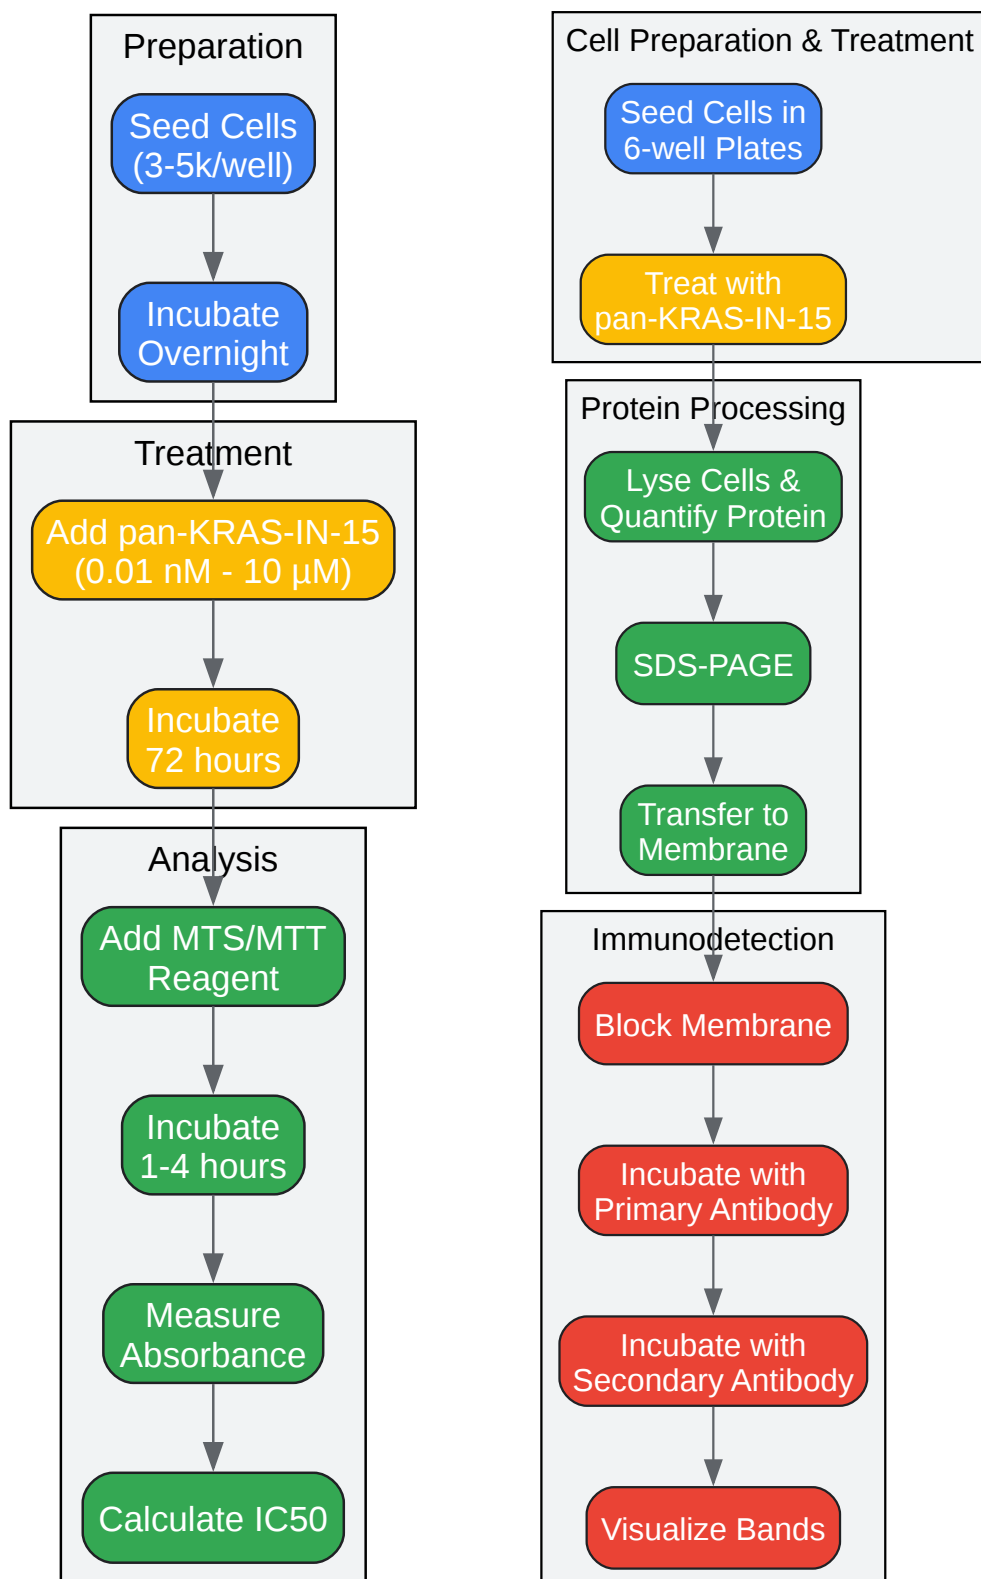 Preparation
Seed Cells
(3-5k/well)
Incubate
Overnight
Treatment
Add pan-KRAS-IN-15
(0.01 nM - 10 µM)
Incubate
72 hours
Analysis
Add MTS/MTT
Reagent
Incubate
1-4 hours
Measure
Absorbance
Calculate IC50
Cell Preparation & Treatment
Seed Cells in
6-well Plates
Treat with
pan-KRAS-IN-15
Protein Processing
Lyse Cells &
Quantify Protein
SDS-PAGE
Transfer to
Membrane
Immunodetection
Block Membrane
Incubate with
Primary Antibody
Incubate with
Secondary Antibody
Visualize Bands